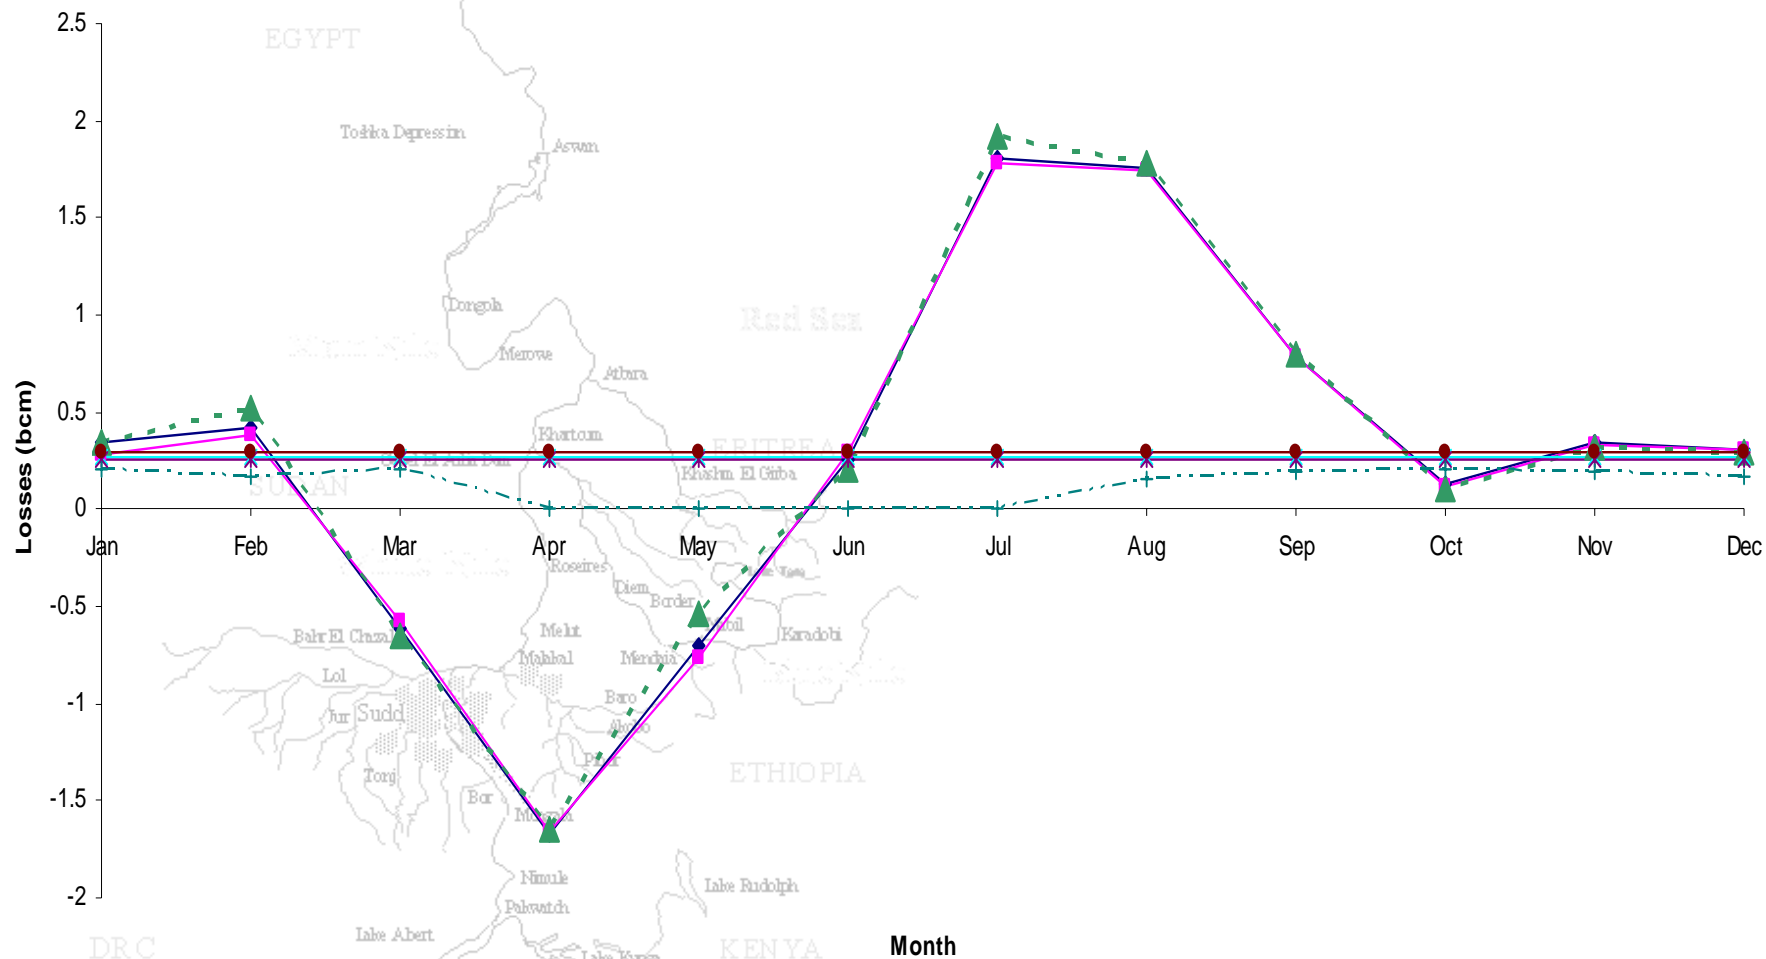 2.5
EGYPT
2
Toshka Depression
Aswan
1.5
1
Dongola
Red Sea
Merowe
Atbara
Losses (bcm)
0.5
Khartoum
ERITREA
Khashm El Girba
SUDAN
0
Jan Feb Mar Apr May Jun Jul Aug Sep Oct Nov Dec
Roseires
Diem
-0.5
Border
Melut
Karadobi
Bahr El Ghazal
Mendaia
Lol
-1
Baro
Jur
Sudd
Akobo
Pibor
Tonj
ETHIOPIA
-1.5
Bor
Nimule
Lake Rudolph
-2
Pakwatch
Lake Abert
DRC
KENYA
Month